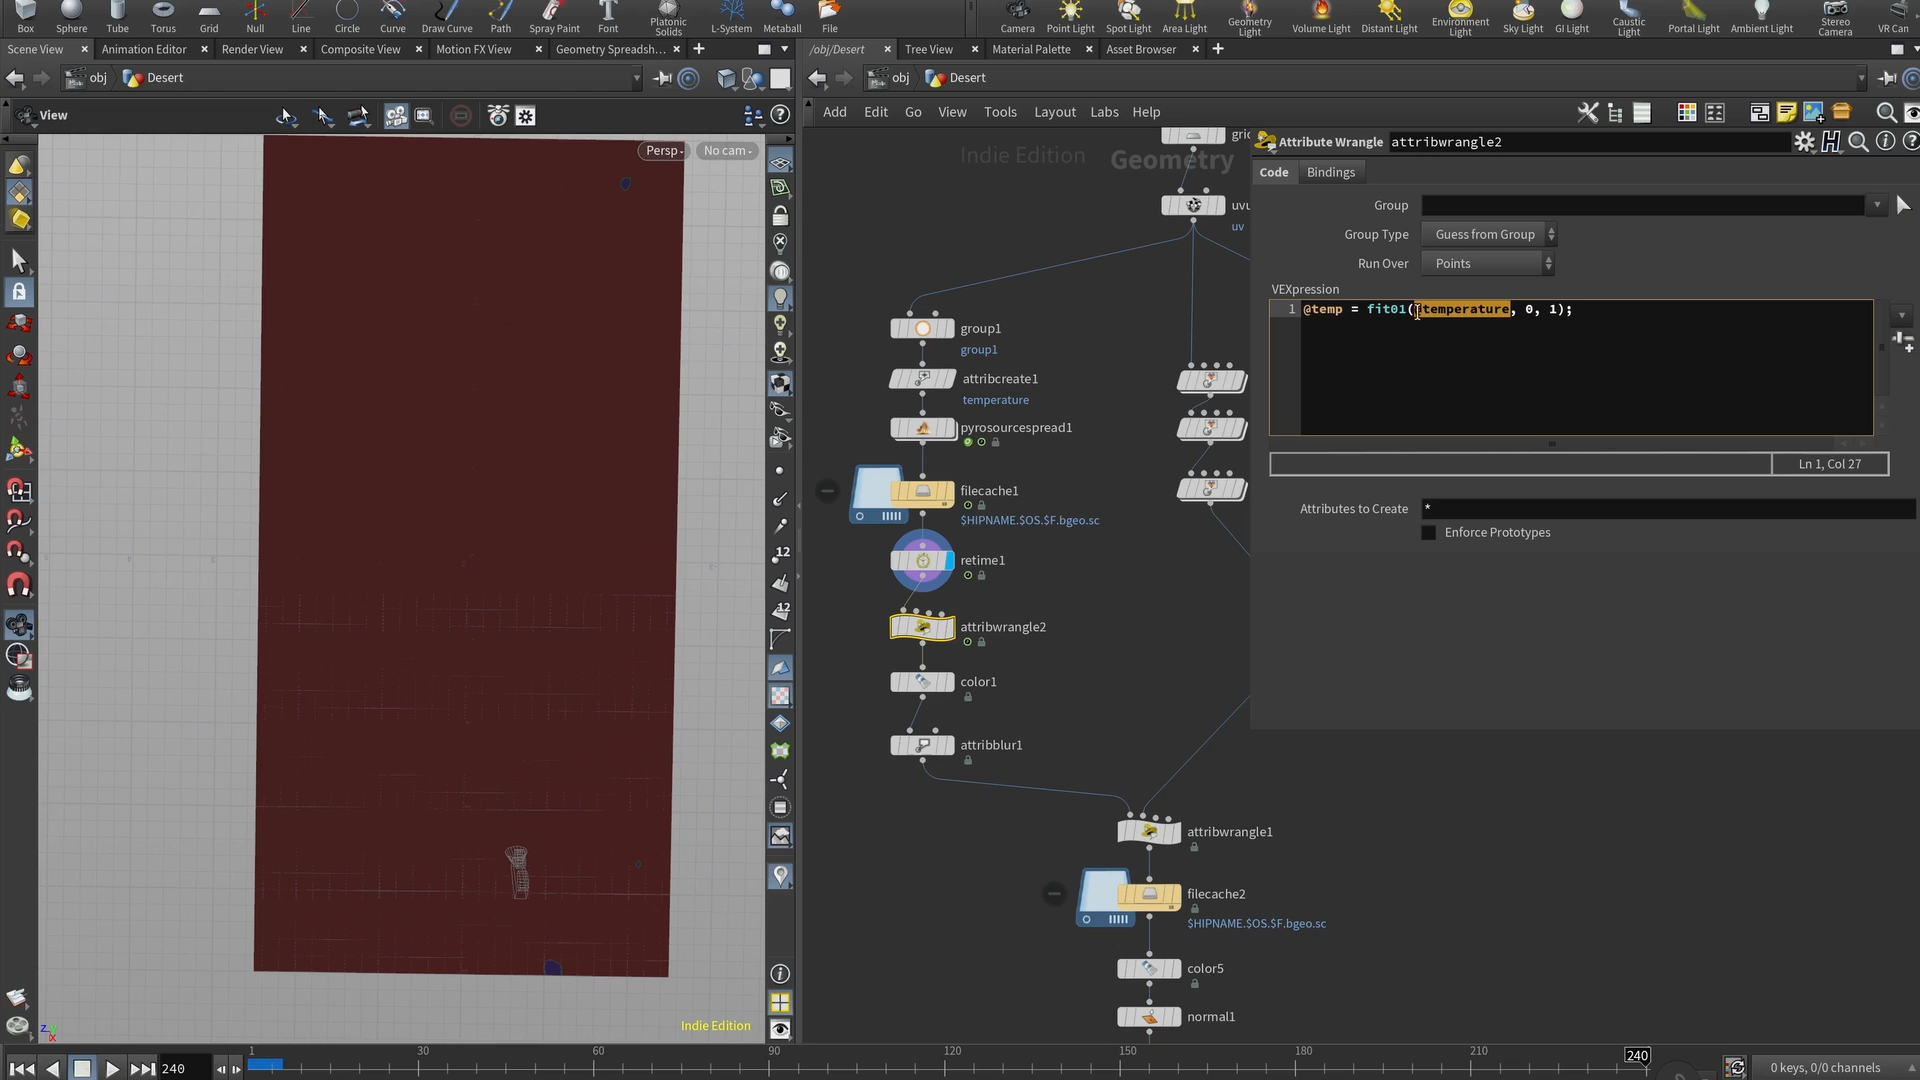 Box Sphere Tube Torus Grid Null Line Circle Curve Draw Curve Path Spray Paint Font Platonic Solids L-System Metaball File
Camera Point Light Spot Light Area Light Geometry Light Volume Light Distant Light Environment Light Sky Light GI Light Caustic Light Portal Light Ambient Light Stereo Camera VR Can
Scene View Animation Editor Render View Composite View Motion FX View Geometry Spreadsh...
/obj/Desert Tree View Material Palette Asset Browser
obj Desert
obj Desert
View
Add Edit Go View Tools Layout Labs Help
Persp No cam
Indie Edition
Geometry
Attribute Wrangle attribwrangle2
Code Bindings
Group
Group Type Guess from Group
Run Over Points
VEXpression
1 @temp = fit01(@temperature, 0, 1);
Ln 1, Col 27
Attributes to Create *
Enforce Prototypes
uv
group1
group1
attribcreate1
temperature
pyrosourcespread1
filecache1
$HIPNAME.$OS.$F.bgeo.sc
retime1
attribwrangle2
color1
attribblur1
attribwrangle1
filecache2
$HIPNAME.$OS.$F.bgeo.sc
color5
normal1
12
12
z y
x
Indie Edition
240
1 30 60 90 120 150 180 210 240
0 keys, 0/0 channels